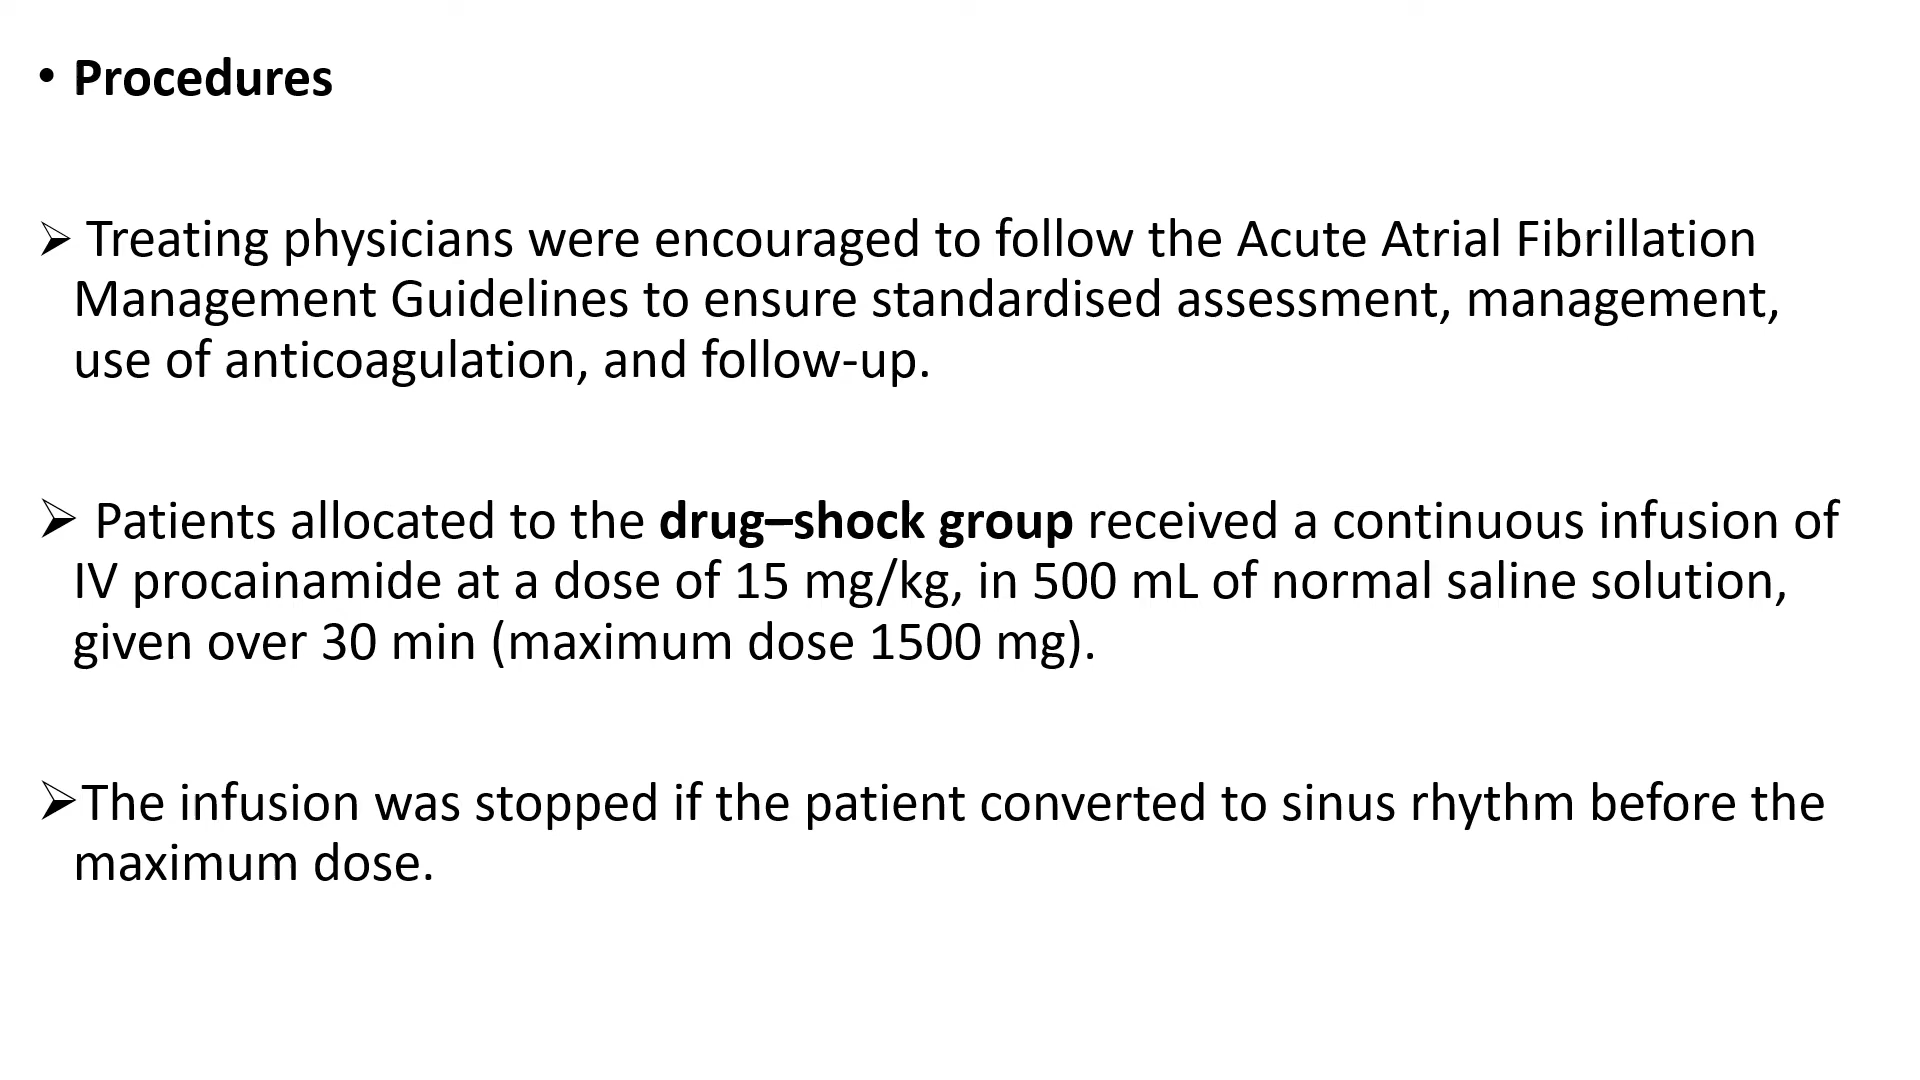 • Procedures
➢ Treating physicians were encouraged to follow the Acute Atrial Fibrillation
Management Guidelines to ensure standardised assessment, management,
use of anticoagulation, and follow-up.
➢ Patients allocated to the drug–shock group received a continuous infusion of
IV procainamide at a dose of 15 mg/kg, in 500 mL of normal saline solution,
given over 30 min (maximum dose 1500 mg).
➢The infusion was stopped if the patient converted to sinus rhythm before the
maximum dose.